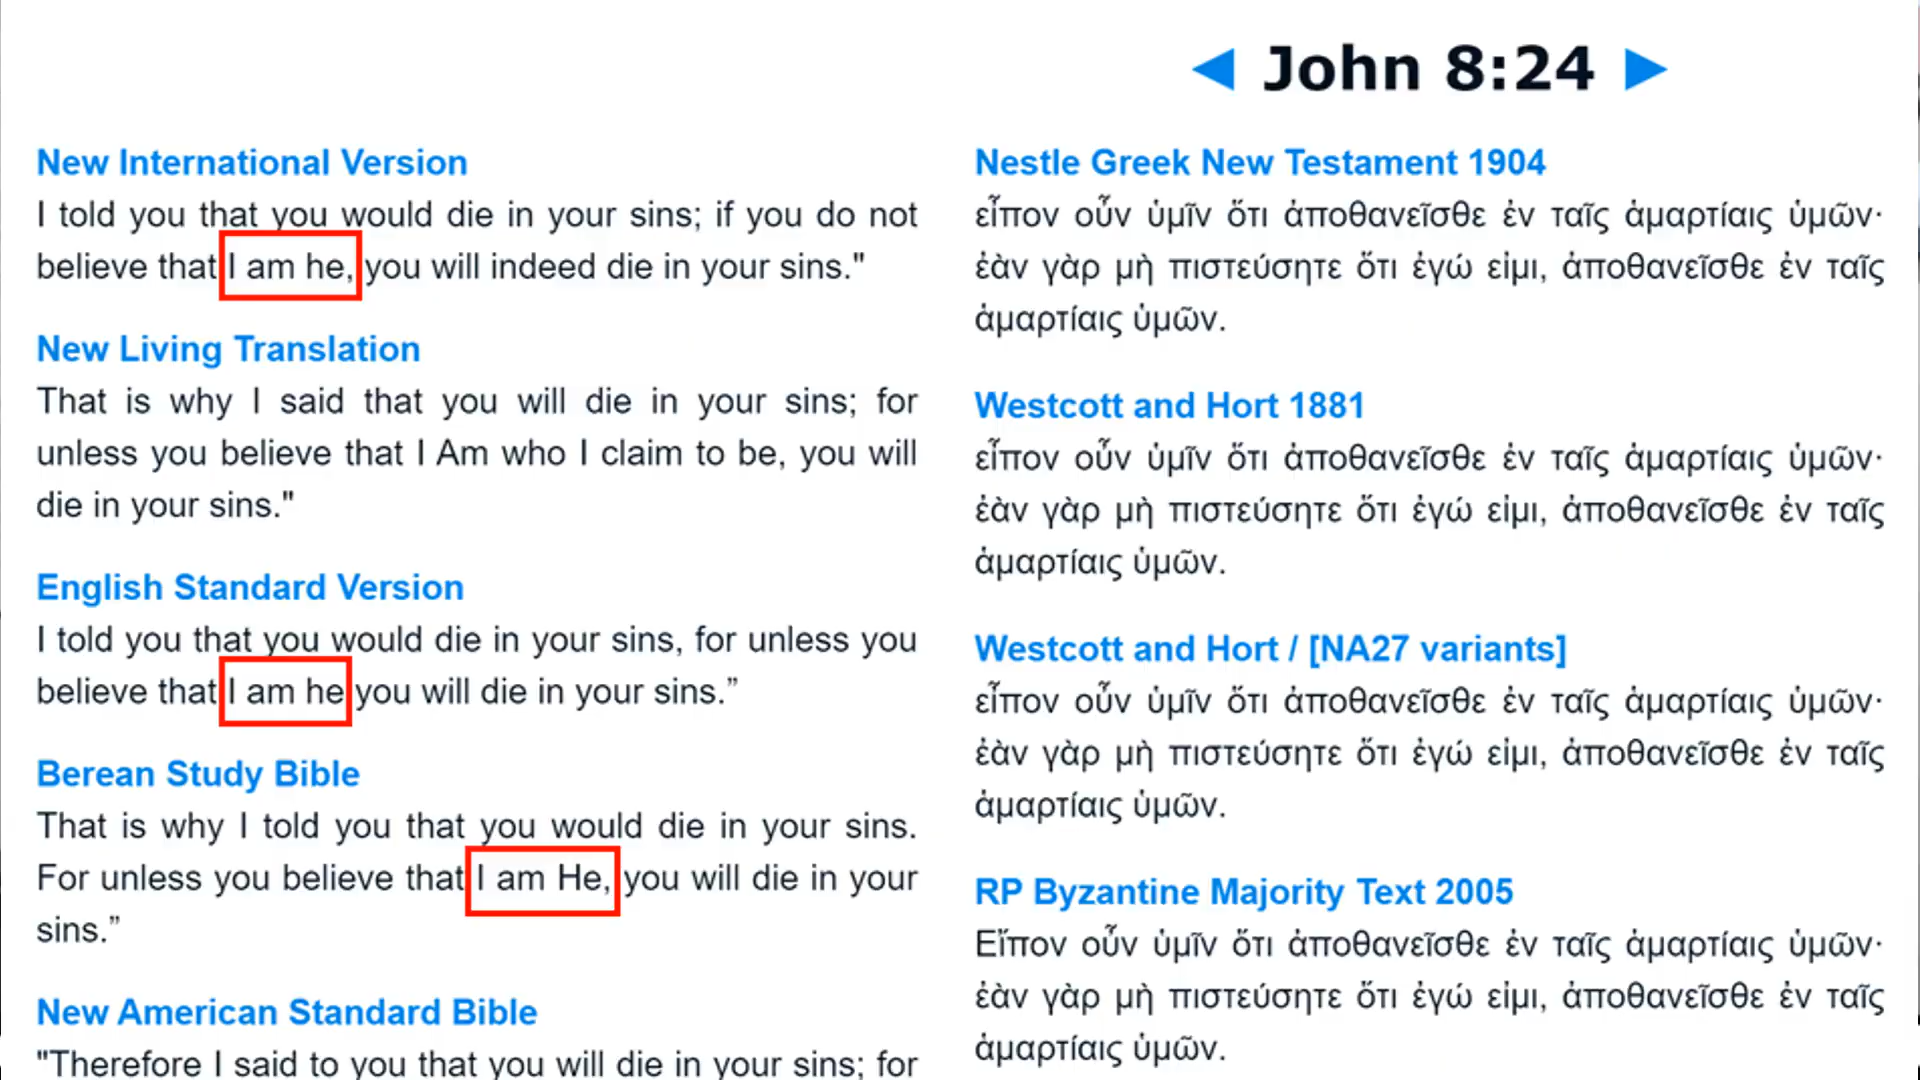 ◀ John 8:24 ▶
New International Version
I told you that you would die in your sins; if you do not
believe that I am he, you will indeed die in your sins."
New Living Translation
That is why I said that you will die in your sins; for
unless you believe that I Am who I claim to be, you will
die in your sins."
English Standard Version
I told you that you would die in your sins, for unless you
believe that I am he you will die in your sins.”
Berean Study Bible
That is why I told you that you would die in your sins.
For unless you believe that I am He, you will die in your
sins.”
New American Standard Bible
"Therefore I said to you that you will die in your sins; for
Nestle Greek New Testament 1904
εἶπον οὖν ὑμῖν ὅτι ἀποθανεῖσθε ἐν ταῖς ἁμαρτίαις ὑμῶν·
ἐὰν γὰρ μὴ πιστεύσητε ὅτι ἐγώ εἰμι, ἀποθανεῖσθε ἐν ταῖς
ἁμαρτίαις ὑμῶν.
Westcott and Hort 1881
εἶπον οὖν ὑμῖν ὅτι ἀποθανεῖσθε ἐν ταῖς ἁμαρτίαις ὑμῶν·
ἐὰν γὰρ μὴ πιστεύσητε ὅτι ἐγώ εἰμι, ἀποθανεῖσθε ἐν ταῖς
ἁμαρτίαις ὑμῶν.
Westcott and Hort / [NA27 variants]
εἶπον οὖν ὑμῖν ὅτι ἀποθανεῖσθε ἐν ταῖς ἁμαρτίαις ὑμῶν·
ἐὰν γὰρ μὴ πιστεύσητε ὅτι ἐγώ εἰμι, ἀποθανεῖσθε ἐν ταῖς
ἁμαρτίαις ὑμῶν.
RP Byzantine Majority Text 2005
Εἴπον οὖν ὑμῖν ὅτι ἀποθανεῖσθε ἐν ταῖς ἁμαρτίαις ὑμῶν·
ἐὰν γὰρ μὴ πιστεύσητε ὅτι ἐγώ εἰμι, ἀποθανεῖσθε ἐν ταῖς
ἁμαρτίαις ὑμῶν.